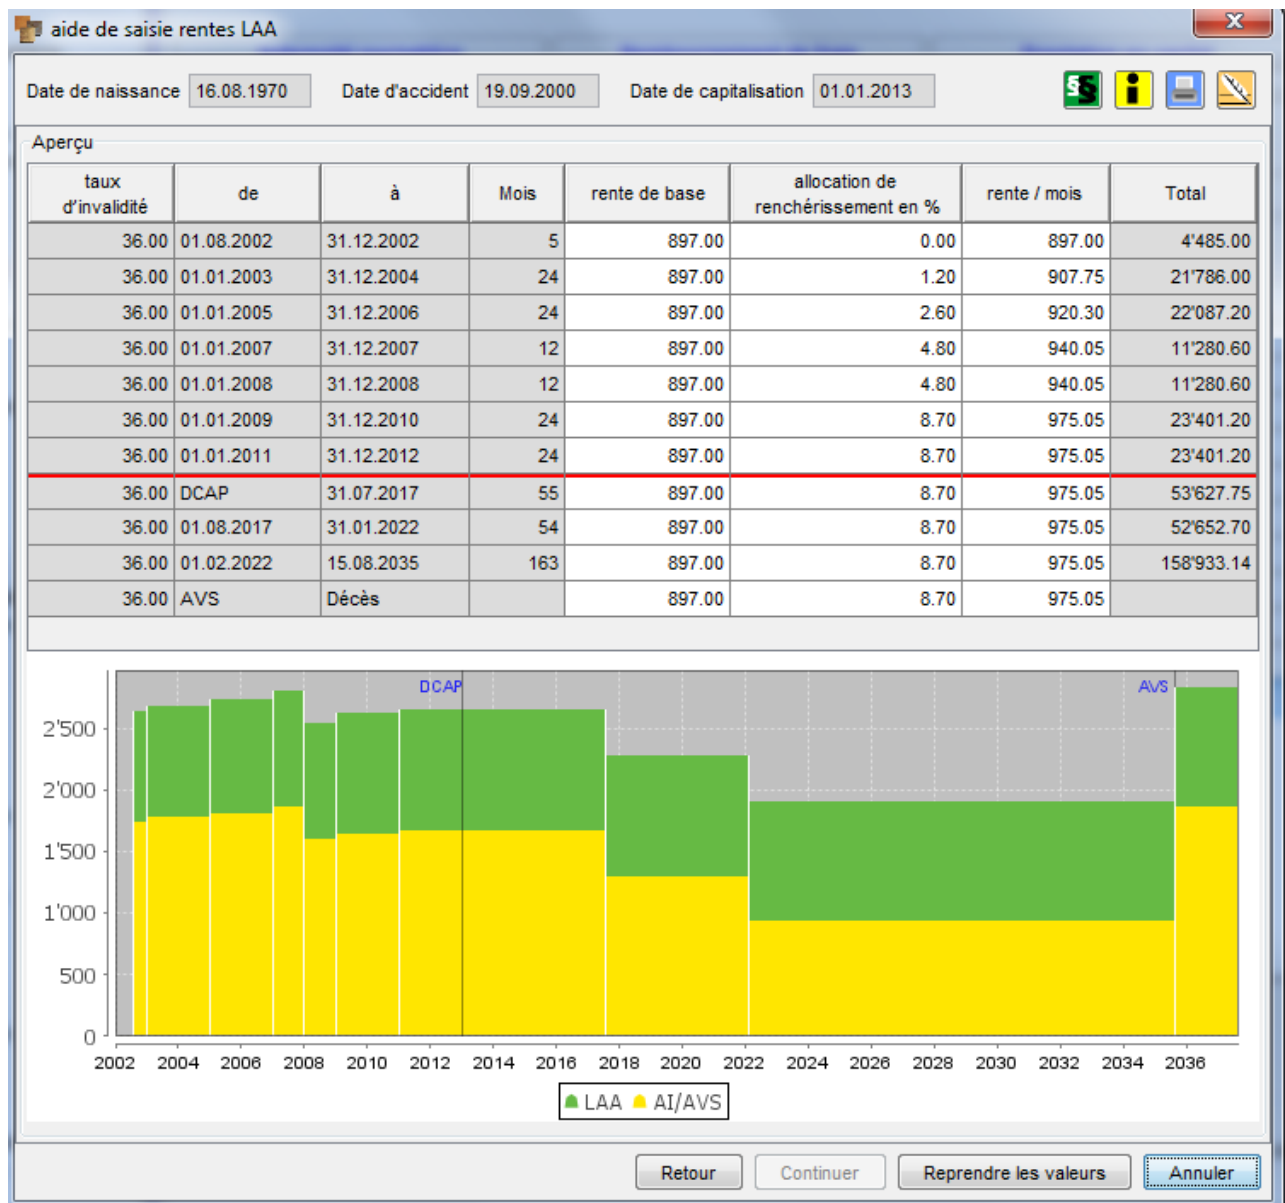 aide de saisie rentes LAA
Date de naissance 16.08.1970 Date d'accident 19.09.2000 Date de capitalisation 01.01.2013
Aperçu
taux d'invalidité de à Mois rente de base allocation de renchérissement en % rente / mois Total
36.00 01.08.2002 31.12.2002 5 897.00 0.00 897.00 4'485.00
36.00 01.01.2003 31.12.2004 24 897.00 1.20 907.75 21'786.00
36.00 01.01.2005 31.12.2006 24 897.00 2.60 920.30 22'087.20
36.00 01.01.2007 31.12.2007 12 897.00 4.80 940.05 11'280.60
36.00 01.01.2008 31.12.2008 12 897.00 4.80 940.05 11'280.60
36.00 01.01.2009 31.12.2010 24 897.00 8.70 975.05 23'401.20
36.00 01.01.2011 31.12.2012 24 897.00 8.70 975.05 23'401.20
36.00 DCAP 31.07.2017 55 897.00 8.70 975.05 53'627.75
36.00 01.08.2017 31.01.2022 54 897.00 8.70 975.05 52'652.70
36.00 01.02.2022 15.08.2035 163 897.00 8.70 975.05 158'933.14
36.00 AVS Décès 897.00 8.70 975.05
DCAP AVS
2'500
2'000
1'500
1'000
500
0
2002 2004 2006 2008 2010 2012 2014 2016 2018 2020 2022 2024 2026 2028 2030 2032 2034 2036
LAA AI/AVS
Retour Continuer Reprendre les valeurs Annuler